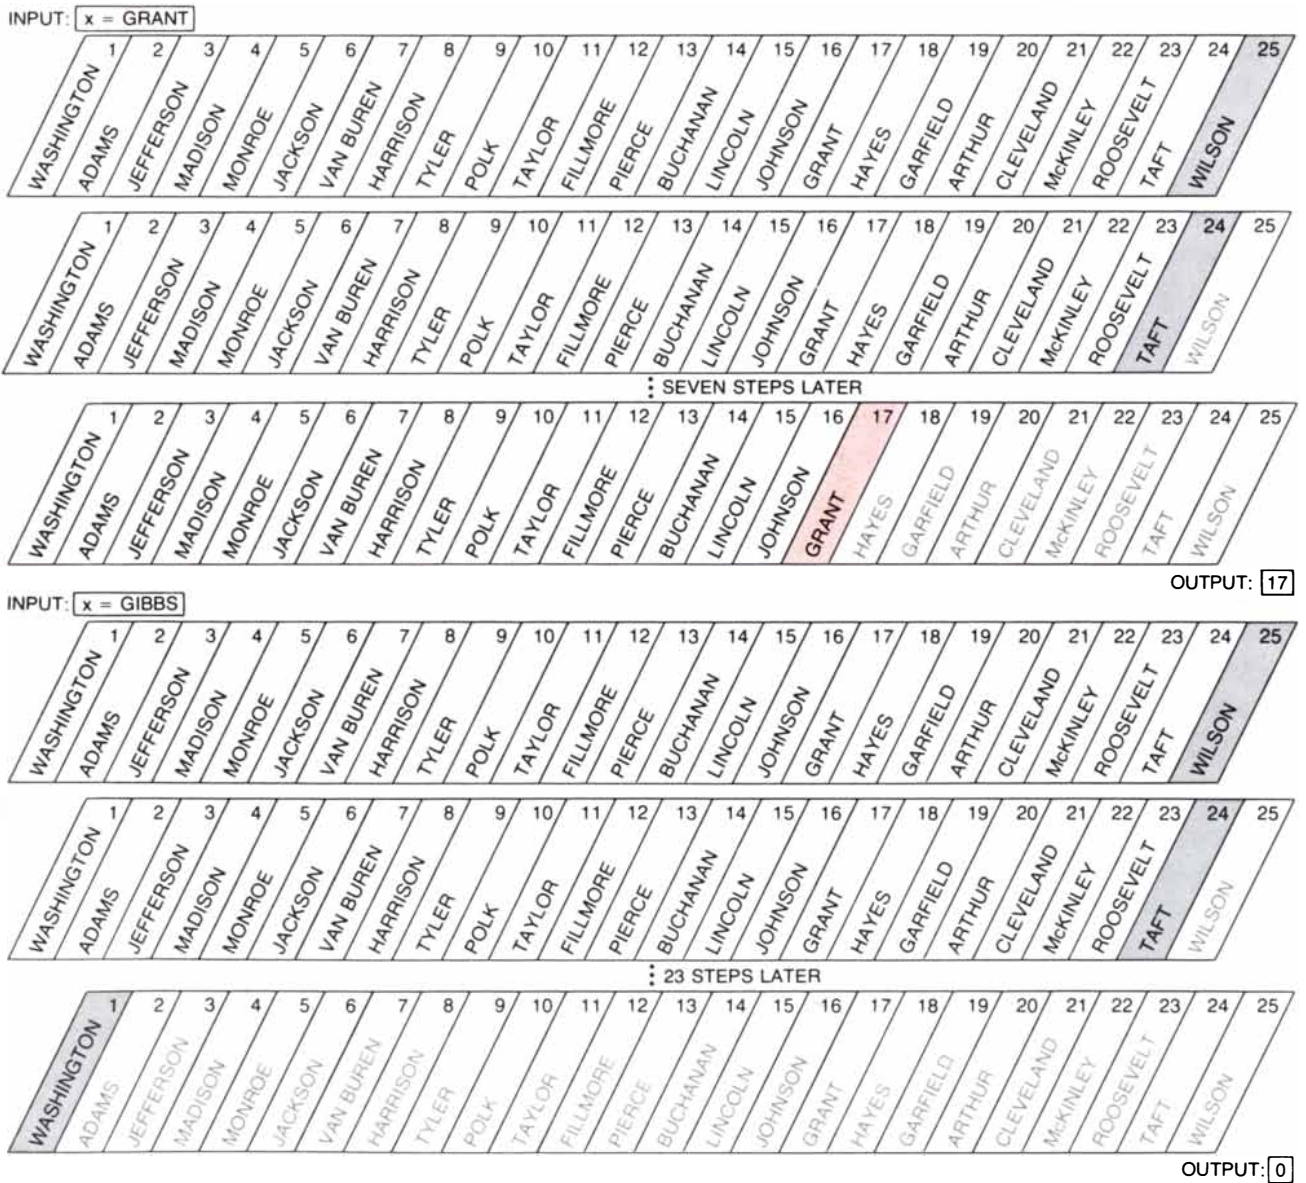 INPUT: x = GRANT
1 2 3 4 5 6 7 8 9 10 11 12 13 14 15 16 17 18 19 20 21 22 23 24 25
WASHINGTON ADAMS JEFFERSON MADISON MONROE JACKSON VAN BUREN HARRISON TYLER POLK TAYLOR FILLMORE PIERCE BUCHANAN LINCOLN JOHNSON GRANT HAYES GARFIELD ARTHUR CLEVELAND McKINLEY ROOSEVELT TAFT WILSON
1 2 3 4 5 6 7 8 9 10 11 12 13 14 15 16 17 18 19 20 21 22 23 24 25
WASHINGTON ADAMS JEFFERSON MADISON MONROE JACKSON VAN BUREN HARRISON TYLER POLK TAYLOR FILLMORE PIERCE BUCHANAN LINCOLN JOHNSON GRANT HAYES GARFIELD ARTHUR CLEVELAND McKINLEY ROOSEVELT TAFT WILSON
SEVEN STEPS LATER
1 2 3 4 5 6 7 8 9 10 11 12 13 14 15 16 17 18 19 20 21 22 23 24 25
WASHINGTON ADAMS JEFFERSON MADISON MONROE JACKSON VAN BUREN HARRISON TYLER POLK TAYLOR FILLMORE PIERCE BUCHANAN LINCOLN JOHNSON GRANT HAYES GARFIELD ARTHUR CLEVELAND McKINLEY ROOSEVELT TAFT WILSON
OUTPUT: 17
INPUT: x = GIBBS
1 2 3 4 5 6 7 8 9 10 11 12 13 14 15 16 17 18 19 20 21 22 23 24 25
WASHINGTON ADAMS JEFFERSON MADISON MONROE JACKSON VAN BUREN HARRISON TYLER POLK TAYLOR FILLMORE PIERCE BUCHANAN LINCOLN JOHNSON GRANT HAYES GARFIELD ARTHUR CLEVELAND McKINLEY ROOSEVELT TAFT WILSON
1 2 3 4 5 6 7 8 9 10 11 12 13 14 15 16 17 18 19 20 21 22 23 24 25
WASHINGTON ADAMS JEFFERSON MADISON MONROE JACKSON VAN BUREN HARRISON TYLER POLK TAYLOR FILLMORE PIERCE BUCHANAN LINCOLN JOHNSON GRANT HAYES GARFIELD ARTHUR CLEVELAND McKINLEY ROOSEVELT TAFT WILSON
23 STEPS LATER
1 2 3 4 5 6 7 8 9 10 11 12 13 14 15 16 17 18 19 20 21 22 23 24 25
WASHINGTON ADAMS JEFFERSON MADISON MONROE JACKSON VAN BUREN HARRISON TYLER POLK TAYLOR FILLMORE PIERCE BUCHANAN LINCOLN JOHNSON GRANT HAYES GARFIELD ARTHUR CLEVELAND McKINLEY ROOSEVELT TAFT WILSON
OUTPUT: 0